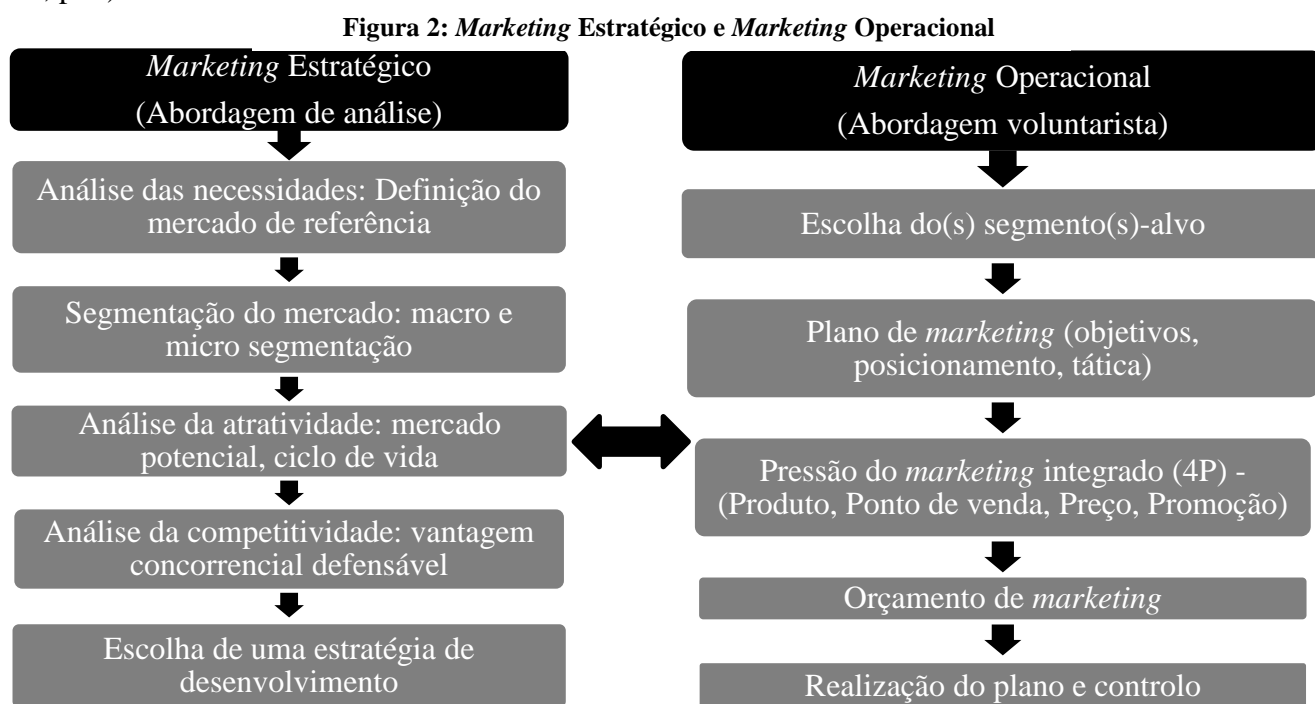 Figura 2: Marketing Estratégico e Marketing Operacional
Marketing Estratégico
(Abordagem de análise)
Análise das necessidades: Definição do
mercado de referência
Segmentação do mercado: macro e
micro segmentação
Análise da atratividade: mercado
potencial, ciclo de vida
Análise da competitividade: vantagem
concorrencial defensável
Escolha de uma estratégia de
desenvolvimento
Marketing Operacional
(Abordagem voluntarista)
Escolha do(s) segmento(s)-alvo
Plano de marketing (objetivos,
posicionamento, tática)
Pressão do marketing integrado (4P) -
(Produto, Ponto de venda, Preço, Promoção)
Orçamento de marketing
Realização do plano e controlo